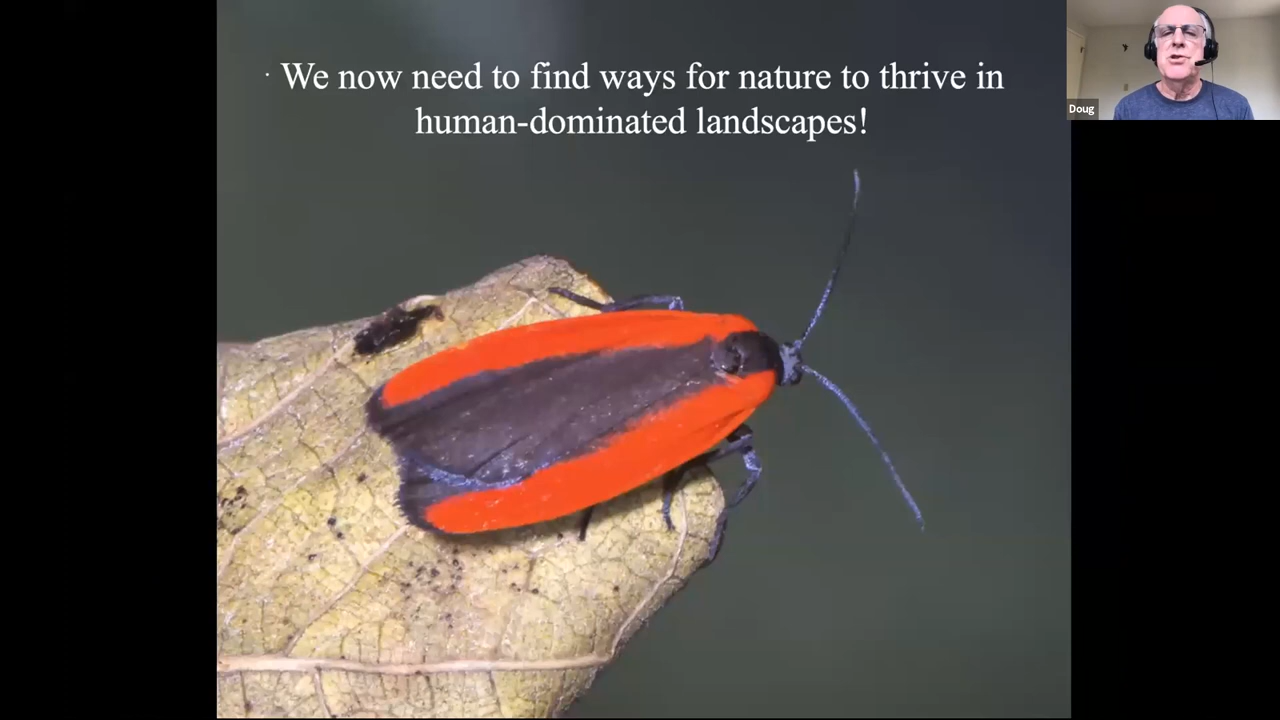 · We now need to find ways for nature to thrive in
human-dominated landscapes!
Doug